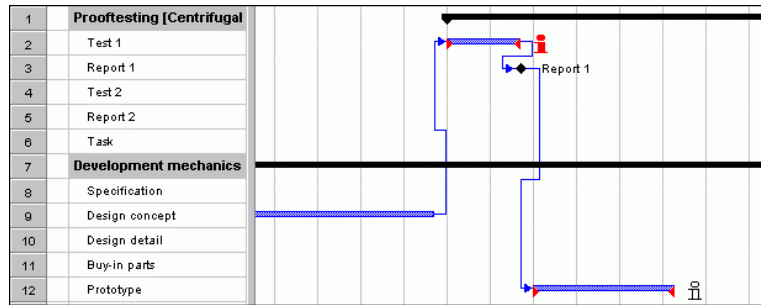 1 Prooftesting [Centrifugal
2 Test 1
3 Report 1 Report 1
4 Test 2
5 Report 2
6 Task
7 Development mechanics
8 Specification
9 Design concept
10 Design detail
11 Buy-in parts
12 Prototype